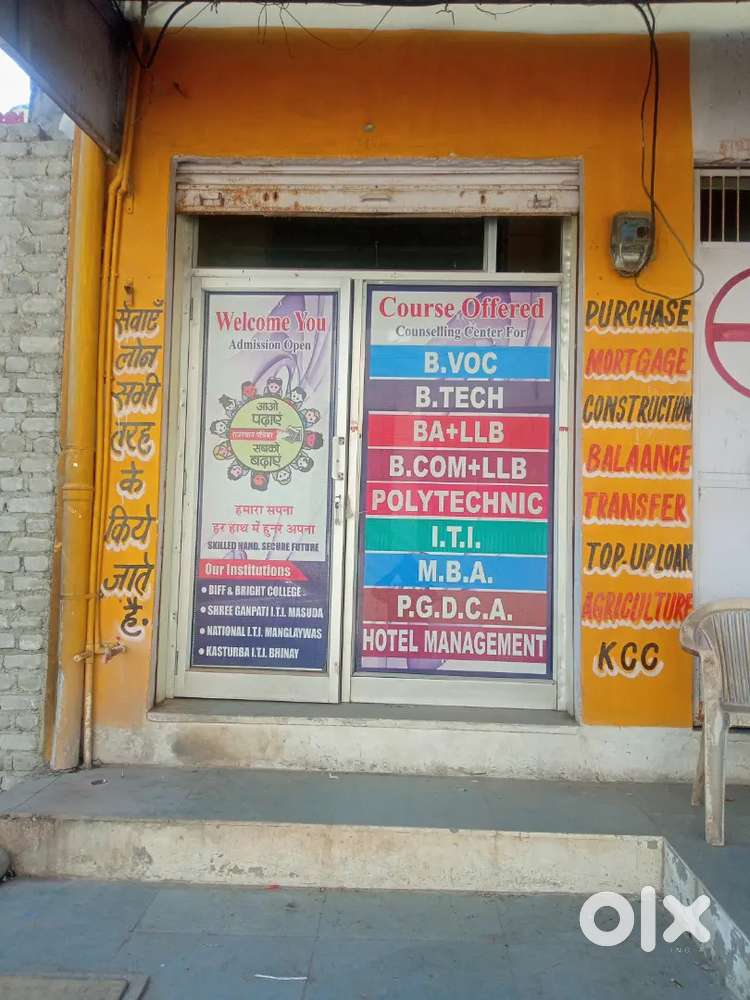 सेवाएँ
लोन
सभी
तरह
के
किये
जाते
है.
Welcome You
Admission Open
आओ
पढ़ाएं
सबको
बढ़ाएं
हमारा सपना
हर हाथ में हुनर अपना
SKILLED HAND, SECURE FUTURE
Our Institutions
• DIFF & BRIGHT COLLEGE
• SHREE GANPATI I.T.I. MASUDA
• NATIONAL I.T.I. MANGLAYWAS
• KASTURBA I.T.I. BHINAY
Course Offered
Counselling Center For
B.VOC
B.TECH
BA+LLB
B.COM+LLB
POLYTECHNIC
I.T.I.
M.B.A.
P.G.D.C.A.
HOTEL MANAGEMENT
PURCHASE
MORTGAGE
CONSTRUCTION
BALAANCE
TRANSFER
TOP-UP LOAN
AGRICULTURE
KCC
olx